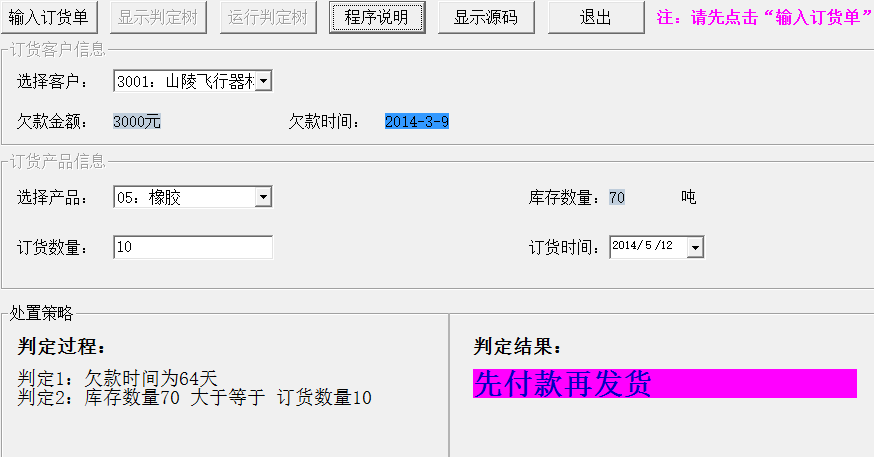 输入订货单 显示判定树 运行判定树 程序说明 显示源码 退出 注：请先点击“输入订货单”
订货客户信息
选择客户： 3001：山陵飞行器材
欠款金额： 3000元 欠款时间： 2014-3-9
订货产品信息
选择产品： 05：橡胶 库存数量：70 吨
订货数量： 10 订货时间： 2014/ 5 /12
处置策略
判定过程： 判定结果：
判定1：欠款时间为64天 先付款再发货
判定2：库存数量70 大于等于 订货数量10